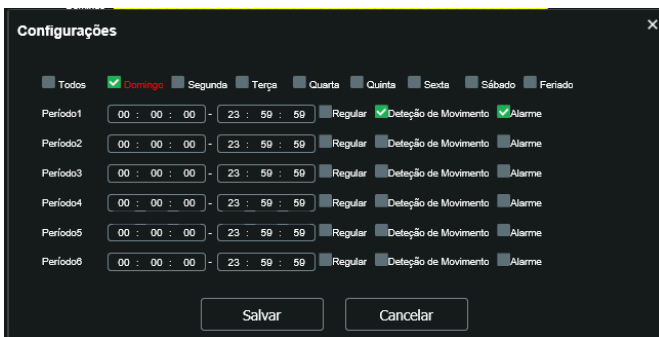 Configurações ×
Todos Domingo Segunda Terça Quarta Quinta Sexta Sábado Feriado
Período1 00 : 00 : 00 - 23 : 59 : 59 Regular Deteção de Movimento Alarme
Período2 00 : 00 : 00 - 23 : 59 : 59 Regular Deteção de Movimento Alarme
Período3 00 : 00 : 00 - 23 : 59 : 59 Regular Deteção de Movimento Alarme
Período4 00 : 00 : 00 - 23 : 59 : 59 Regular Deteção de Movimento Alarme
Período5 00 : 00 : 00 - 23 : 59 : 59 Regular Deteção de Movimento Alarme
Período6 00 : 00 : 00 - 23 : 59 : 59 Regular Deteção de Movimento Alarme
Salvar Cancelar